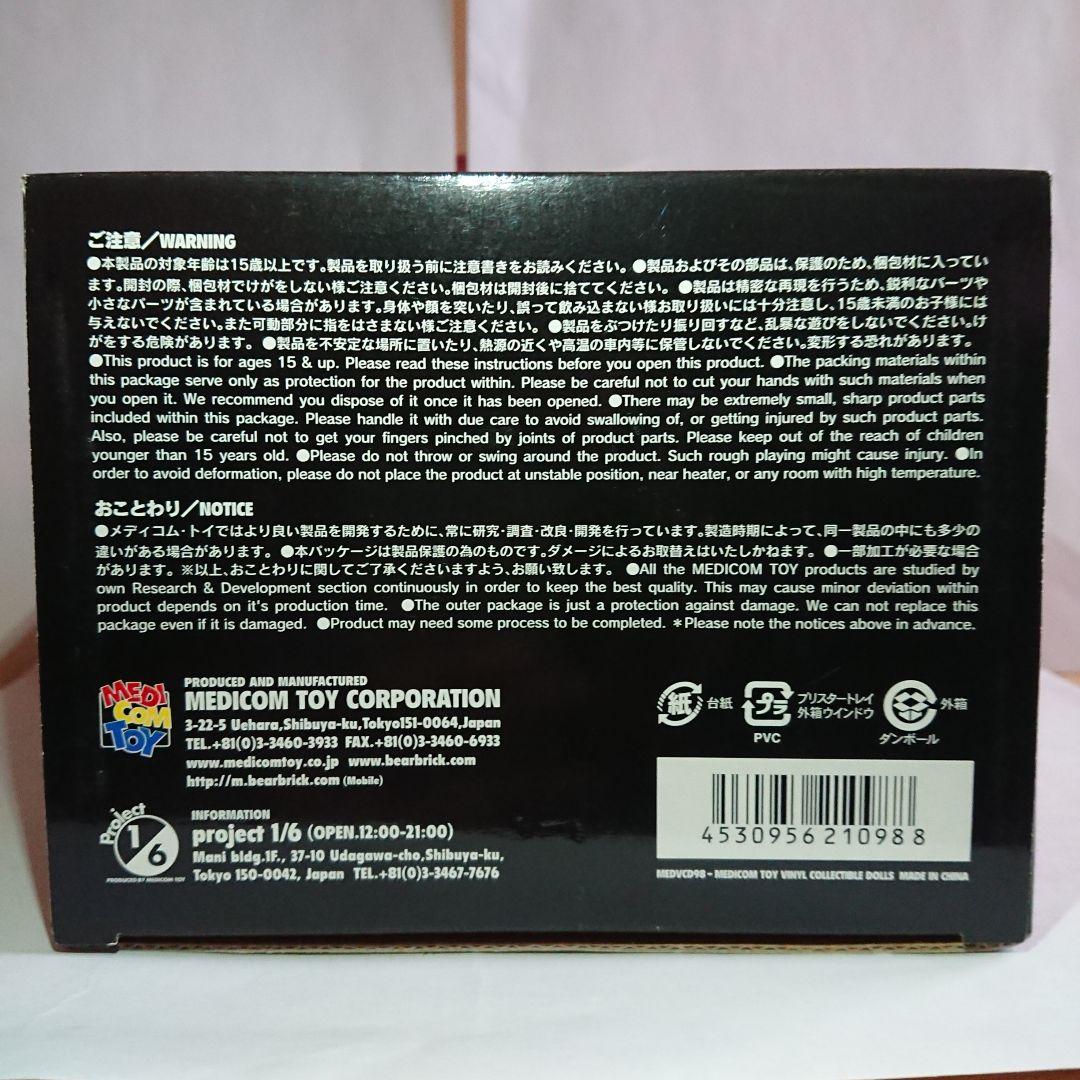 ご注意/WARNING
●本製品の対象年齢は15歳以上です。製品を取り扱う前に注意書きをお読みください。 ●製品およびその部品は、保護のため、梱包材に入っています。
す。開封の際、梱包材でけがをしない様ご注意ください。梱包材は開封後に捨ててください。 ●製品は精密な再現を行うため、鋭利なパーツや
小さなパーツが含まれている場合があります。身体や顔を突いたり、誤って飲み込まない様お取り扱いには十分注意し、15歳未満のお子様には
与えないでください。また可動部分に指をはさまない様ご注意ください。 ●製品をぶつけたり振り回すなど、乱暴な遊びをしないでください。け
がをする危険があります。 ●製品を不安定な場所に置いたり、熱源の近くや高温の車内等に保管しないでください。変形する恐れがあります。
●This product is for ages 15 & up. Please read these instructions before you open this product. ●The packing materials within
this package serve only as protection for the product within. Please be careful not to cut your hands with such materials when
you open it. We recommend you dispose of it once it has been opened. ●There may be extremely small, sharp product parts
included within this package. Please handle it with due care to avoid swallowing of, or getting injured by such product parts.
Also, please be careful not to get your fingers pinched by joints of product parts. Please keep out of the reach of children
younger than 15 years old. ●Please do not throw or swing around the product. Such rough playing might cause injury. ●In
order to avoid deformation, please do not place the product at unstable position, near heater, or any room with high temperature.
おことわり/NOTICE
●メディコム・トイではより良い製品を開発するために、常に研究・調査・改良・開発を行っています。製造時期によって、同一製品の中にも多少の
違いがある場合があります。 ●本パッケージは製品保護の為のものです。ダメージによるお取替えはいたしかねます。 ●一部加工が必要な場合
があります。 ※以上、おことわりに関してご了承くださいますよう、お願い致します。 ●All the MEDICOM TOY products are studied by
own Research & Development section continuously in order to keep the best quality. This may cause minor deviation within
product depends on it's production time. ●The outer package is just a protection against damage. We can not replace this
package even if it is damaged. ●Product may need some process to be completed. *Please note the notices above in advance.
MEDI
COM
TOY
PRODUCED AND MANUFACTURED
MEDICOM TOY CORPORATION
3-22-5 Uehara,Shibuya-ku,Tokyo151-0064,Japan
TEL.+81(0)3-3460-3933 FAX.+81(0)3-6460-6933
www.medicomtoy.co.jp www.bearbrick.com
http://m.bearbrick.com (Mobile)
Project
1/6
PRODUCED BY MEDICOM TOY
INFORMATION
project 1/6 (OPEN.12:00-21:00)
Mani bldg.1F., 37-10 Udagawa-cho,Shibuya-ku,
Tokyo 150-0042, Japan TEL.+81(0)3-3467-7676
紙 台紙
プラ ブリスタートレイ
外箱ウインドウ
PVC
外箱
ダンボール
4530956210988
MEDVCD98-MEDICOM TOY VINYL COLLECTIBLE DOLLS MADE IN CHINA